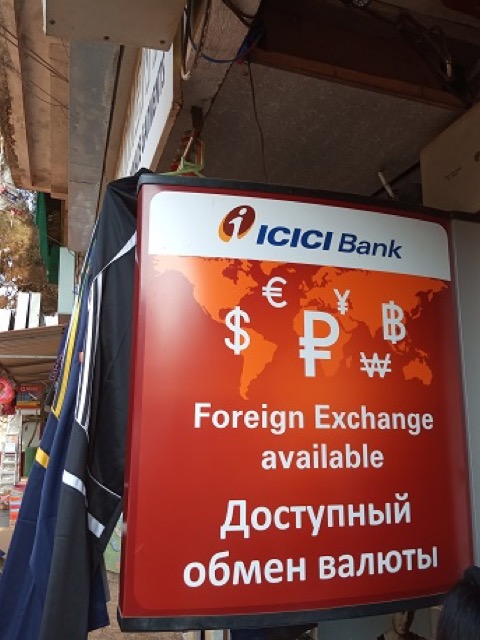 ICICI Bank
€
¥
$
₽
฿
₩
Foreign Exchange
available
Доступный
обмен валюты